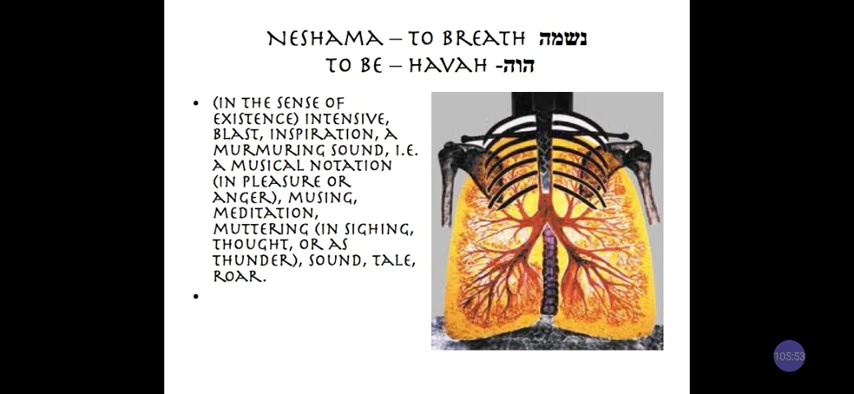 NESHAMA – TO BREATH נשמה
TO BE – HAVAH -הוה
• (IN THE SENSE OF
EXISTENCE) INTENSIVE,
BLAST, INSPIRATION, A
MURMURING SOUND, I.E.
A MUSICAL NOTATION
(IN PLEASURE OR
ANGER), MUSING,
MEDITATION,
MUTTERING (IN SIGHING,
THOUGHT, OR AS
THUNDER), SOUND, TALE,
ROAR.
•
105:53